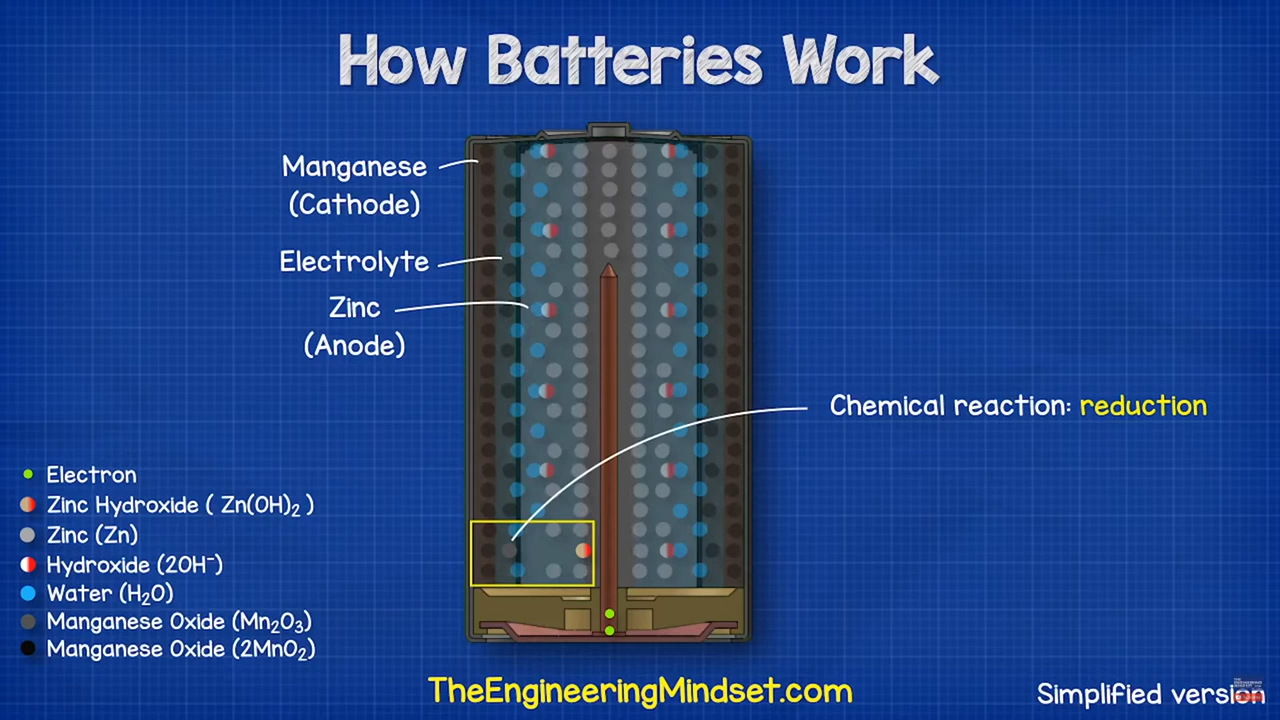 How Batteries Work
Manganese
(Cathode)
Electrolyte
Zinc
(Anode)
Chemical reaction: reduction
Electron
Zinc Hydroxide ( Zn(OH)₂ )
Zinc (Zn)
Hydroxide (2OH⁻)
Water (H₂O)
Manganese Oxide (Mn₂O₃)
Manganese Oxide (2MnO₂)
TheEngineeringMindset.com
Simplified version